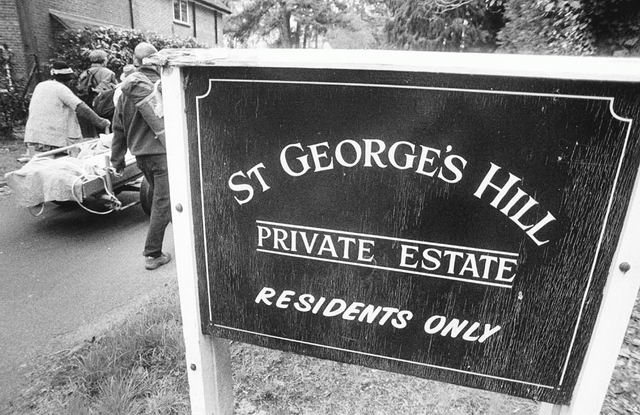 ST GEORGE'S HILL
PRIVATE ESTATE
RESIDENTS ONLY